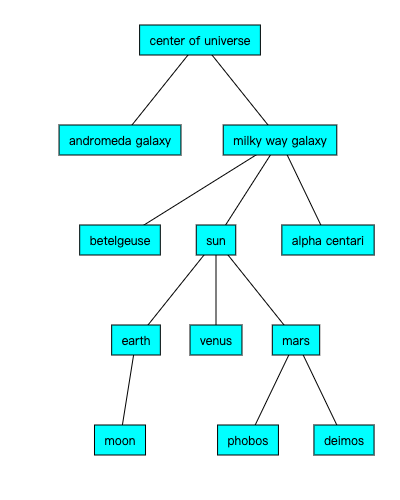 center of universe
andromeda galaxy
milky way galaxy
betelgeuse
sun
alpha centari
earth
venus
mars
moon
phobos
deimos